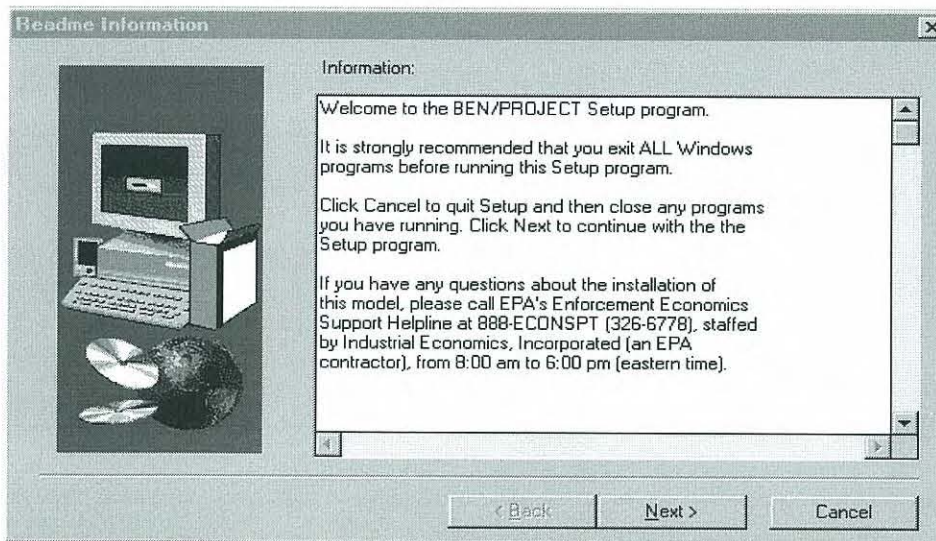 Readme Information
Information:
Welcome to the BEN/PROJECT Setup program.
It is strongly recommended that you exit ALL Windows
programs before running this Setup program.
Click Cancel to quit Setup and then close any programs
you have running. Click Next to continue with the the
Setup program.
If you have any questions about the installation of
this model, please call EPA's Enforcement Economics
Support Helpline at 888-ECONSPT (326-6778), staffed
by Industrial Economics, Incorporated (an EPA
contractor), from 8:00 am to 6:00 pm (eastern time).
< Back
Next >
Cancel